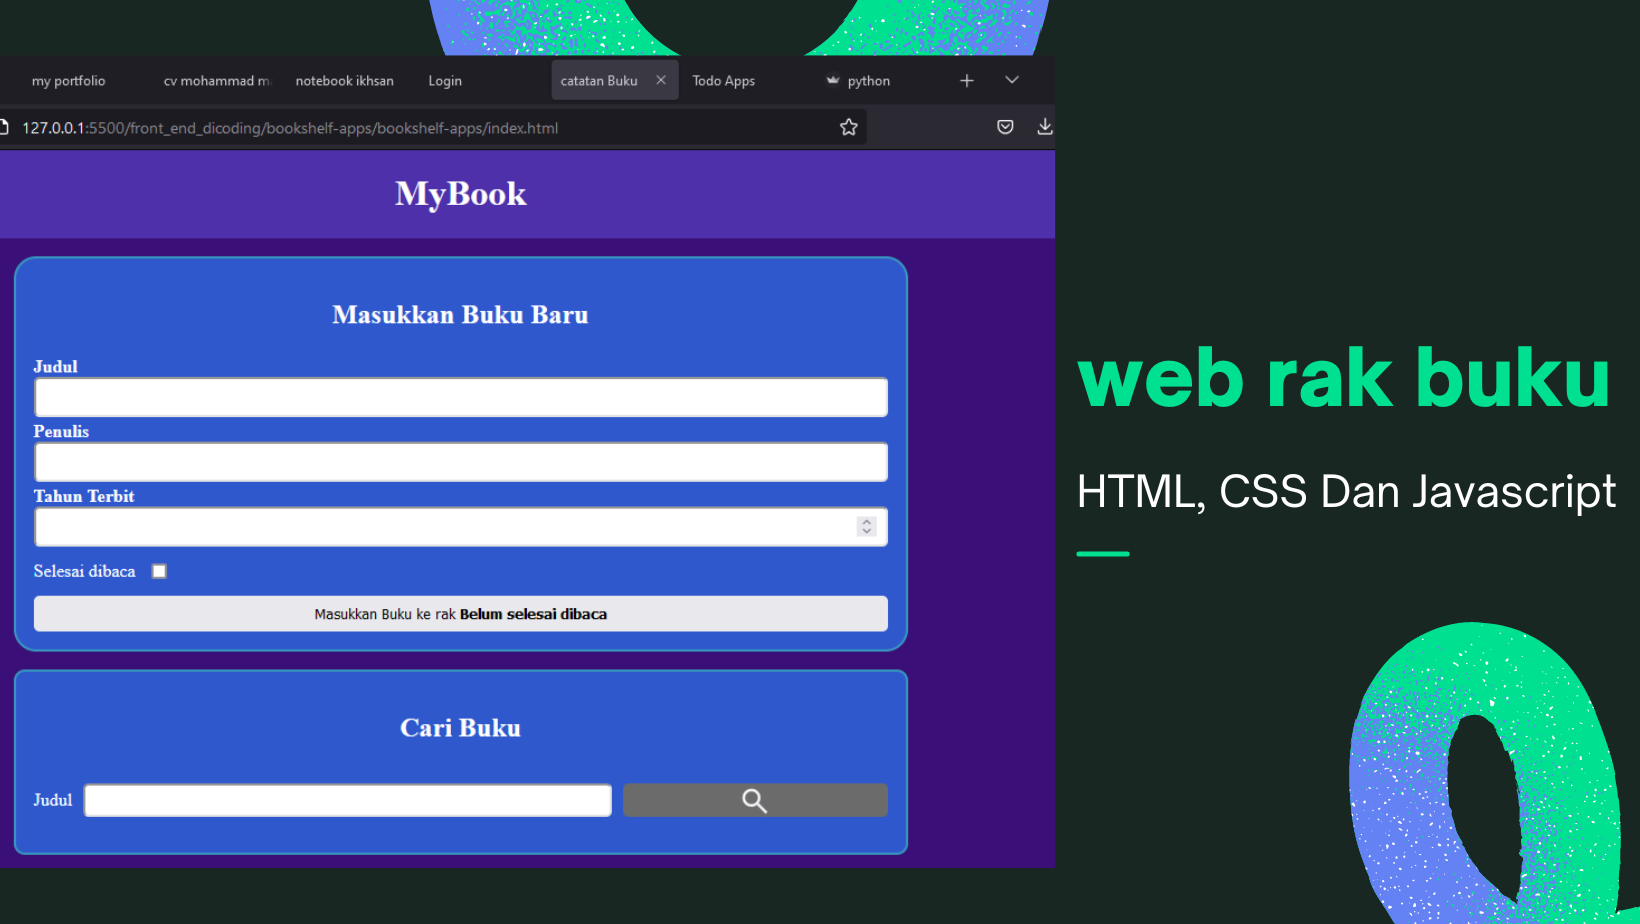 my portfolio
cv mohammad m
notebook ikhsan
Login
catatan Buku
Todo Apps
python
127.0.0.1:5500/front_end_dicoding/bookshelf-apps/bookshelf-apps/index.html
MyBook
Masukkan Buku Baru
Judul
Penulis
Tahun Terbit
Selesai dibaca
Masukkan Buku ke rak Belum selesai dibaca
Cari Buku
Judul
web rak buku
HTML, CSS Dan Javascript